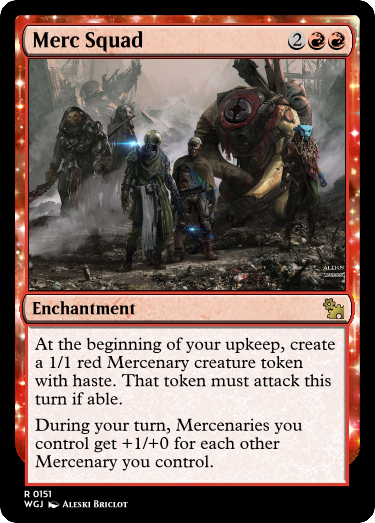 Merc Squad 2
ALEKS
Enchantment
At the beginning of your upkeep, create
a 1/1 red Mercenary creature token
with haste. That token must attack this
turn if able.
During your turn, Mercenaries you
control get +1/+0 for each other
Mercenary you control.
R 0151
WGJ Aleski Briclot